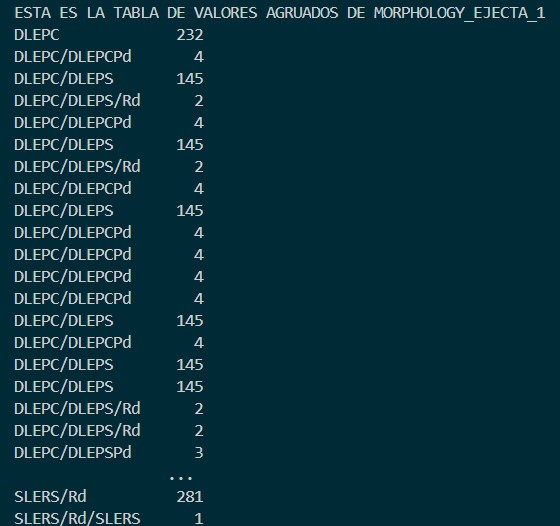 ESTA ES LA TABLA DE VALORES AGRUADOS DE MORPHOLOGY_EJECTA_1
DLEPC 232
DLEPC/DLEPCPd 4
DLEPC/DLEPS 145
DLEPC/DLEPS/Rd 2
DLEPC/DLEPCPd 4
DLEPC/DLEPS 145
DLEPC/DLEPS/Rd 2
DLEPC/DLEPCPd 4
DLEPC/DLEPS 145
DLEPC/DLEPCPd 4
DLEPC/DLEPCPd 4
DLEPC/DLEPCPd 4
DLEPC/DLEPCPd 4
DLEPC/DLEPS 145
DLEPC/DLEPCPd 4
DLEPC/DLEPS 145
DLEPC/DLEPS 145
DLEPC/DLEPS/Rd 2
DLEPC/DLEPS/Rd 2
DLEPC/DLEPSPd 3
...
SLERS/Rd 281
SLERS/Rd/SLERS 1